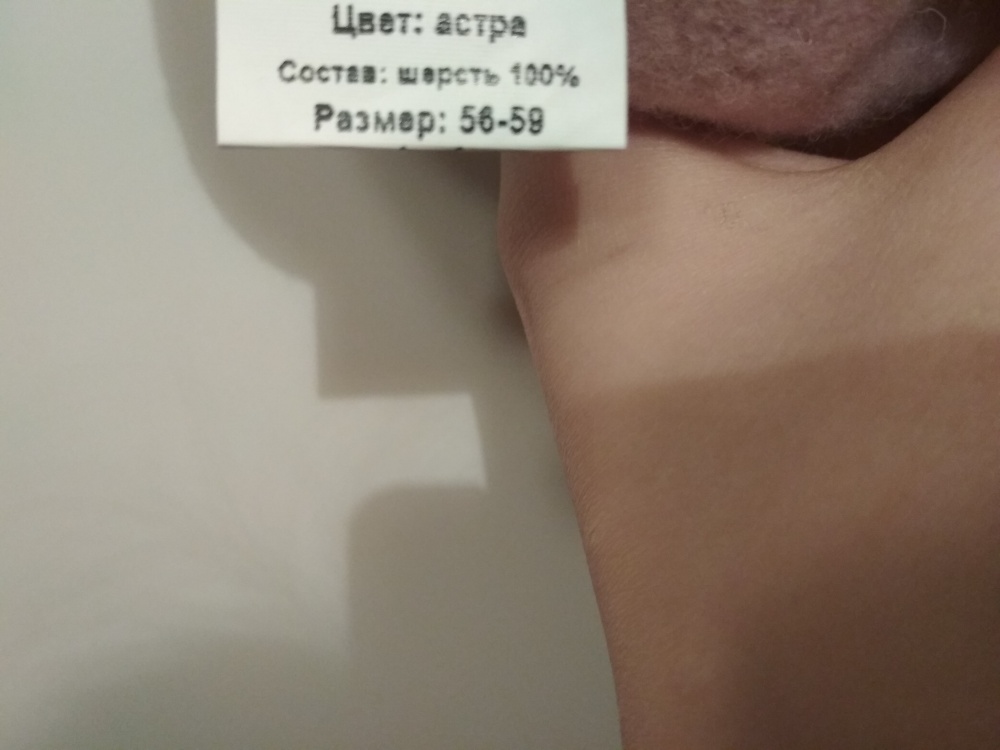 Цвет: астра
Состав: шерсть 100%
Размер: 56-59